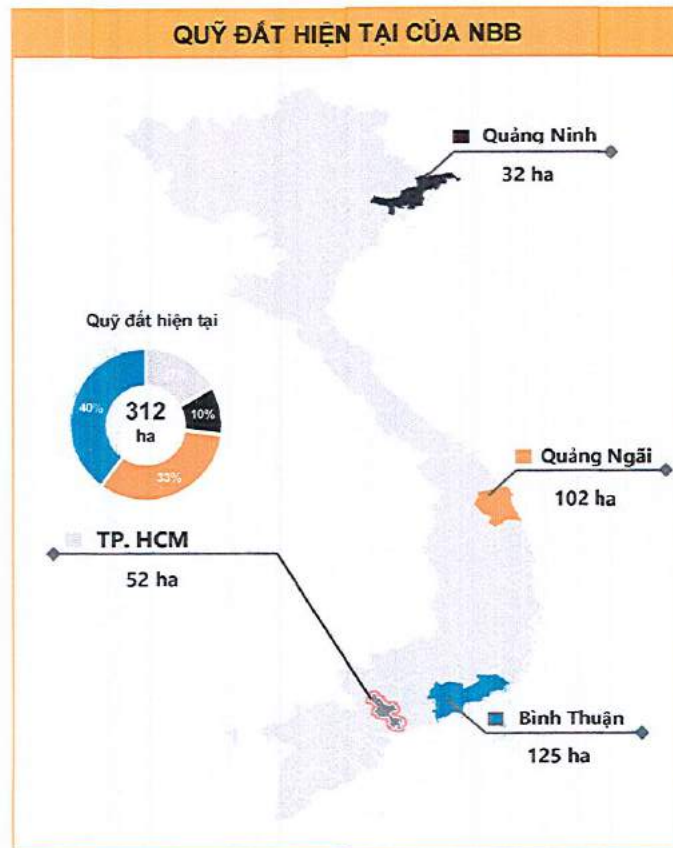 QUỸ ĐẤT HIỆN TẠI CỦA NBB
Quảng Ninh
32 ha
Quỹ đất hiện tại
40%
312
ha
10%
33%
Quảng Ngãi
102 ha
TP. HCM
52 ha
Bình Thuận
125 ha